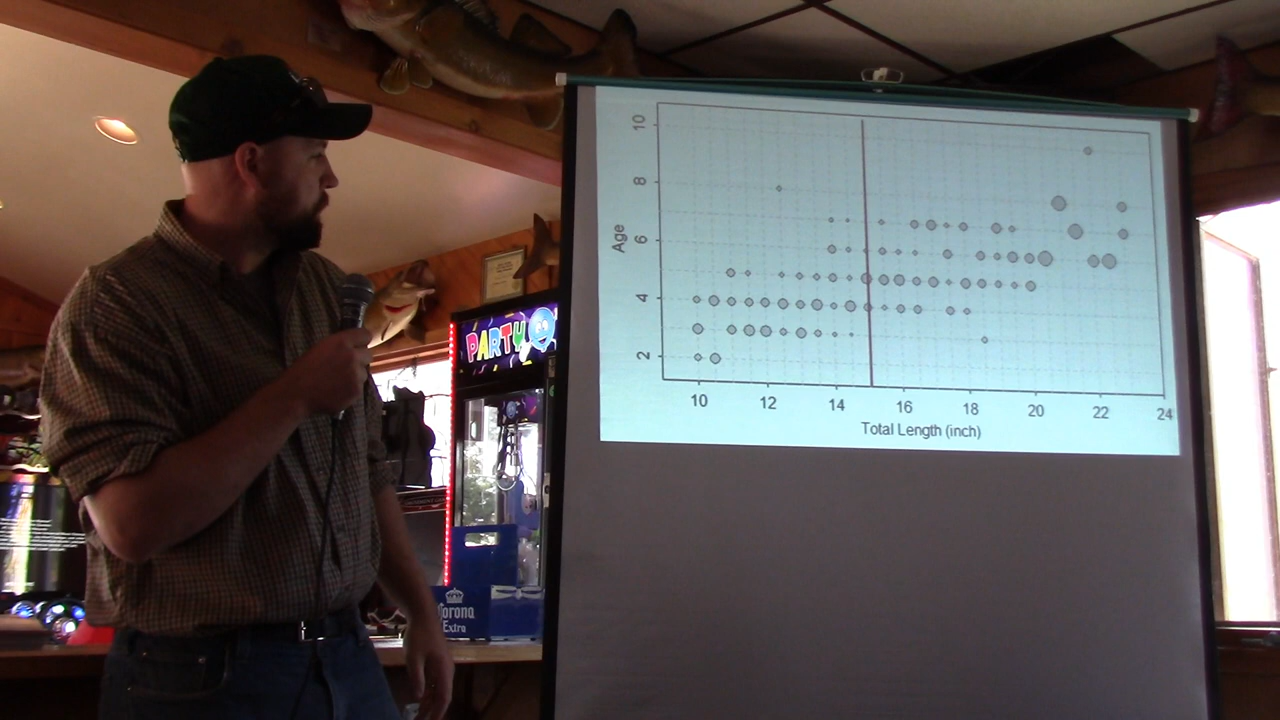 10
8
6
4
2
Age
10 12 14 16 18 20 22 24
Total Length (inch)
PARTY
Corona
Extra